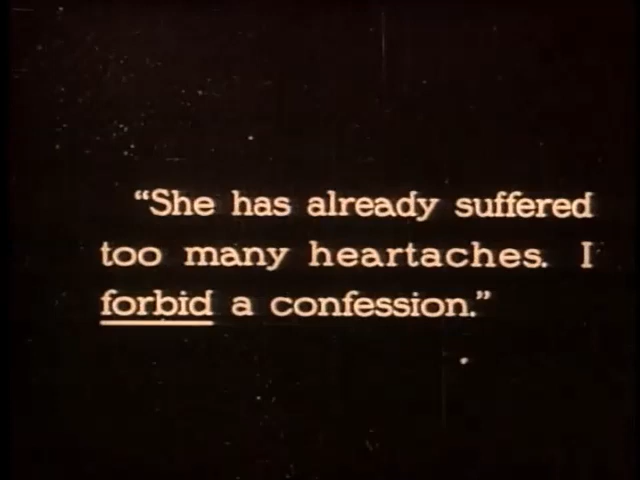 “She has already suffered
too many heartaches. I
forbid a confession.”